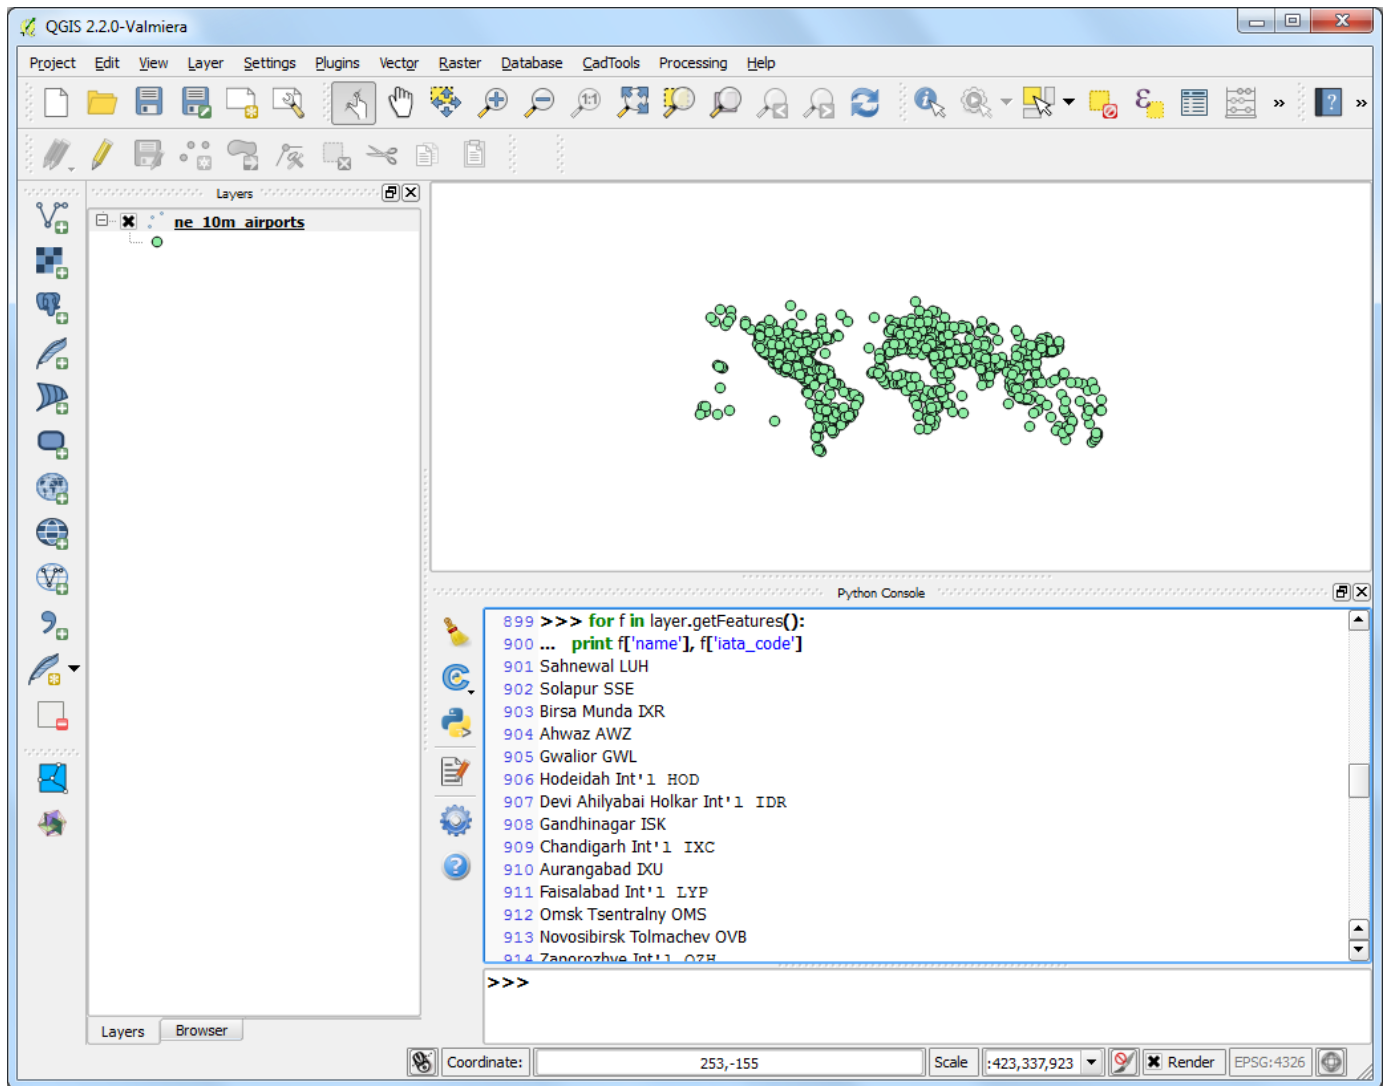 QGIS 2.2.0-Valmiera
Project Edit View Layer Settings Plugins Vector Raster Database CadTools Processing Help
Layers
ne_10m_airports
Python Console
899 >>> for f in layer.getFeatures():
900 ... print f['name'], f['iata_code']
901 Sahnewal LUH
902 Solapur SSE
903 Birsa Munda IXR
904 Ahwaz AWZ
905 Gwalior GWL
906 Hodeidah Int'l HOD
907 Devi Ahilyabai Holkar Int'l IDR
908 Gandhinagar ISK
909 Chandigarh Int'l IXC
910 Aurangabad IXU
911 Faisalabad Int'l LYP
912 Omsk Tsentralny OMS
913 Novosibirsk Tolmachev OVB
914 Zaporozhye Int'l OZH
>>>
Layers Browser
Coordinate: 253,-155 Scale :423,337,923 Render EPSG:4326